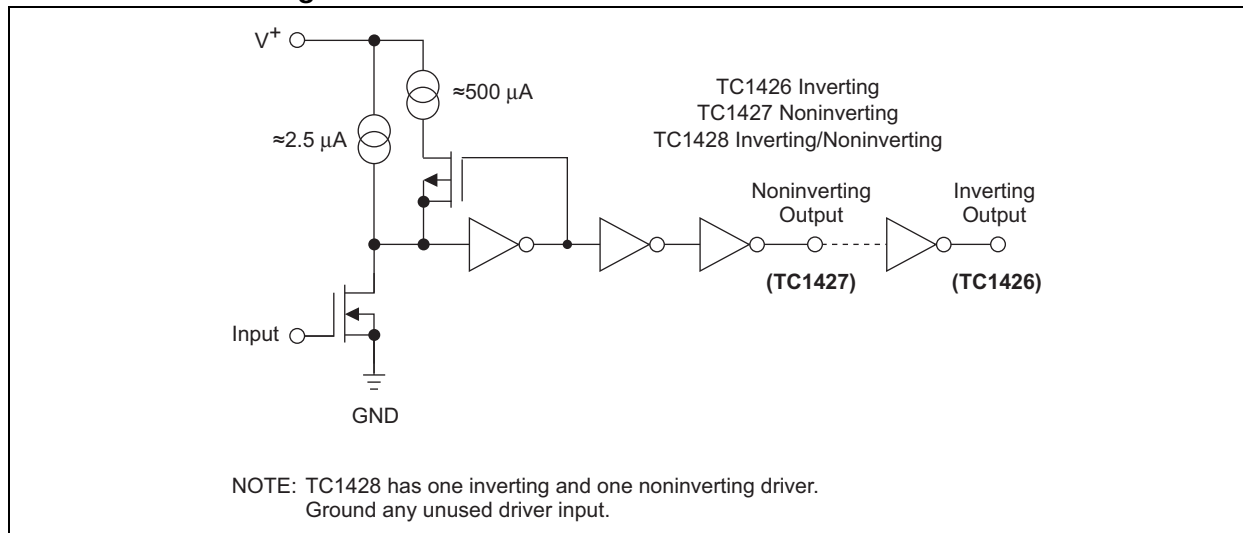 V+
≈500 μA
≈2.5 μA
TC1426 Inverting
TC1427 Noninverting
TC1428 Inverting/Noninverting
Noninverting
Output
Inverting
Output
(TC1427)
(TC1426)
Input
GND
NOTE: TC1428 has one inverting and one noninverting driver.
Ground any unused driver input.